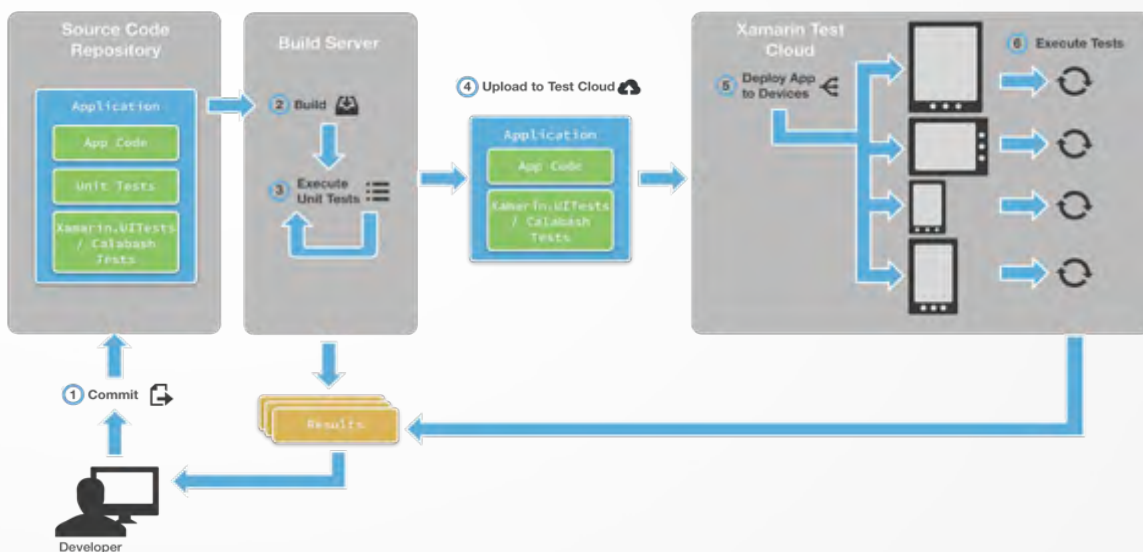 Source Code
Repository
Application
App Code
Unit Tests
Xamarin.UITests
/ Calabash
Tests
1 Commit
Developer
Build Server
2 Build
3 Execute
Unit Tests
Results
4 Upload to Test Cloud
Application
App Code
Xamarin.UITests
/ Calabash
Tests
Xamarin Test
Cloud
5 Deploy App
to Devices
6 Execute Tests